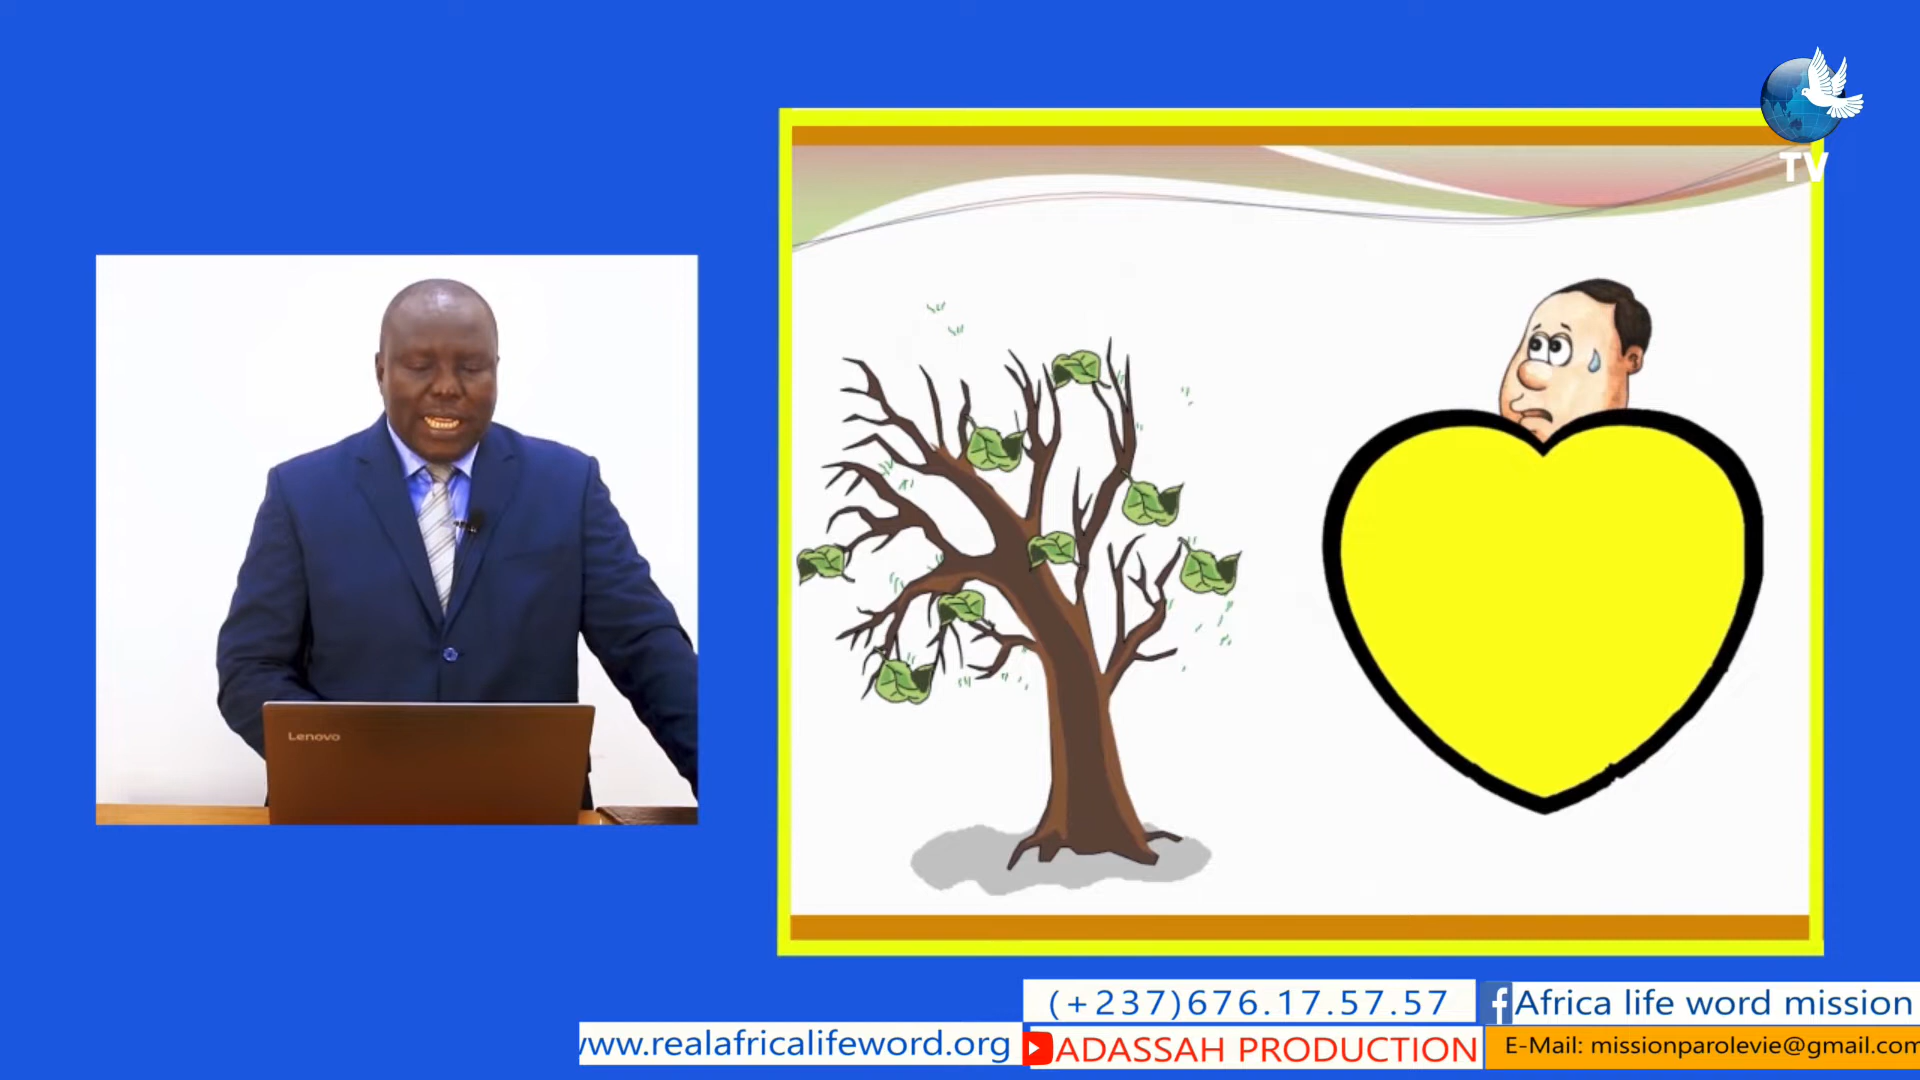 TV
Lenovo
(+237)676.17.57.57
Africa life word mission
www.realafricalifeword.org
ADASSAH PRODUCTION
E-Mail: missionparolevie@gmail.com